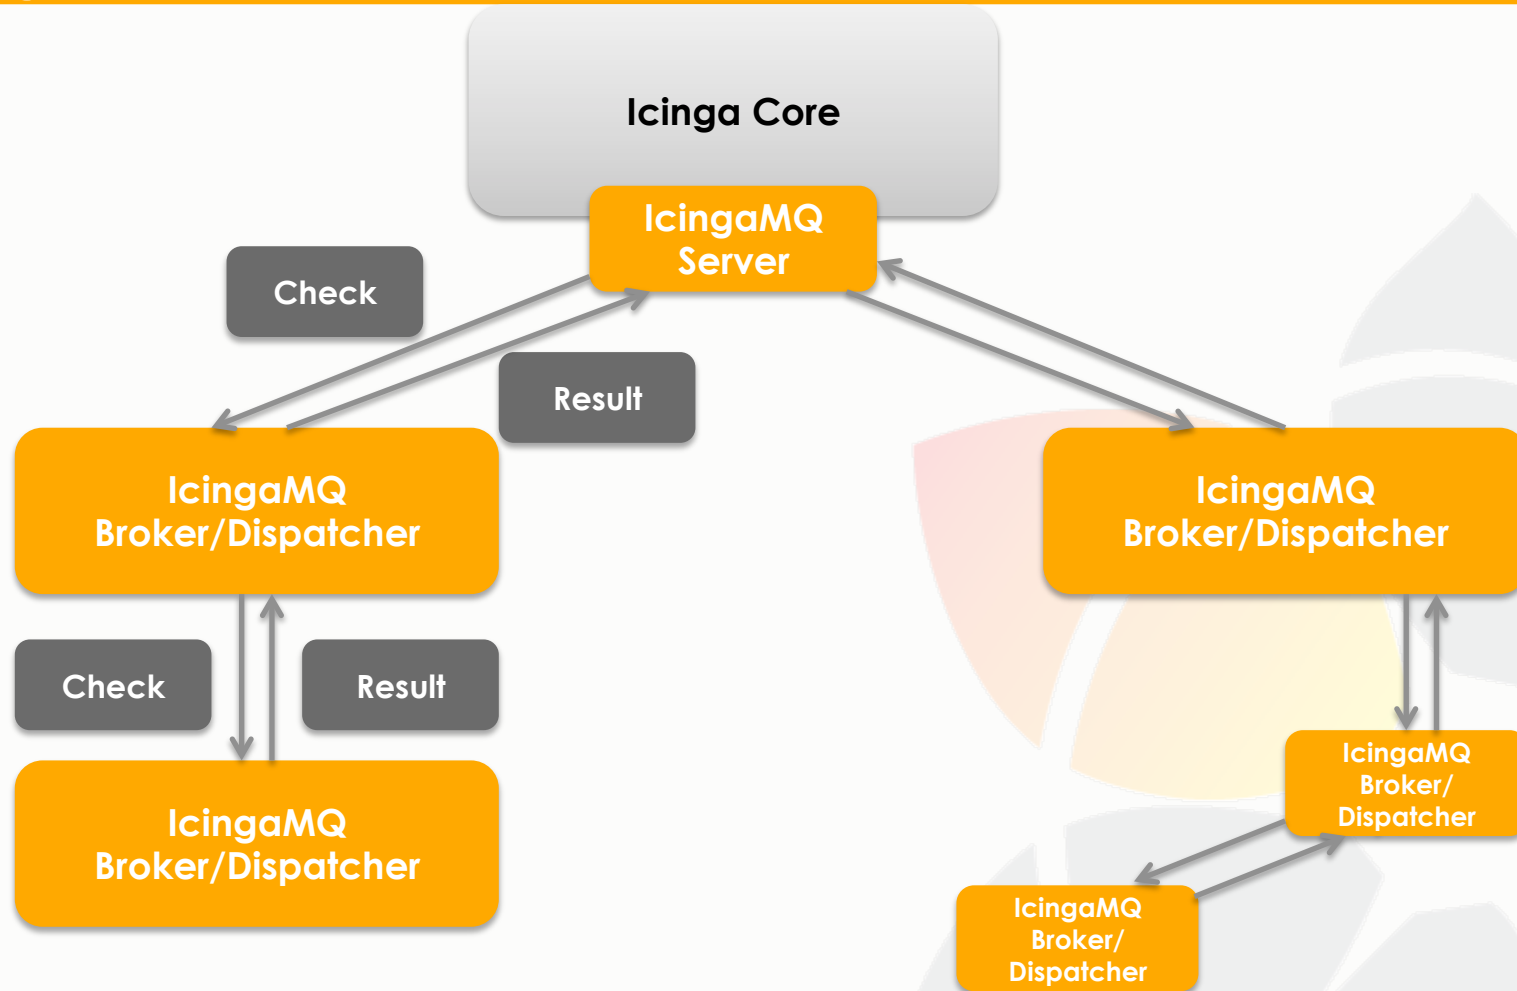 Icinga Core
IcingaMQ
Server
Check
Result
IcingaMQ
Broker/Dispatcher
IcingaMQ
Broker/Dispatcher
Check
Result
IcingaMQ
Broker/
Dispatcher
IcingaMQ
Broker/Dispatcher
IcingaMQ
Broker/
Dispatcher